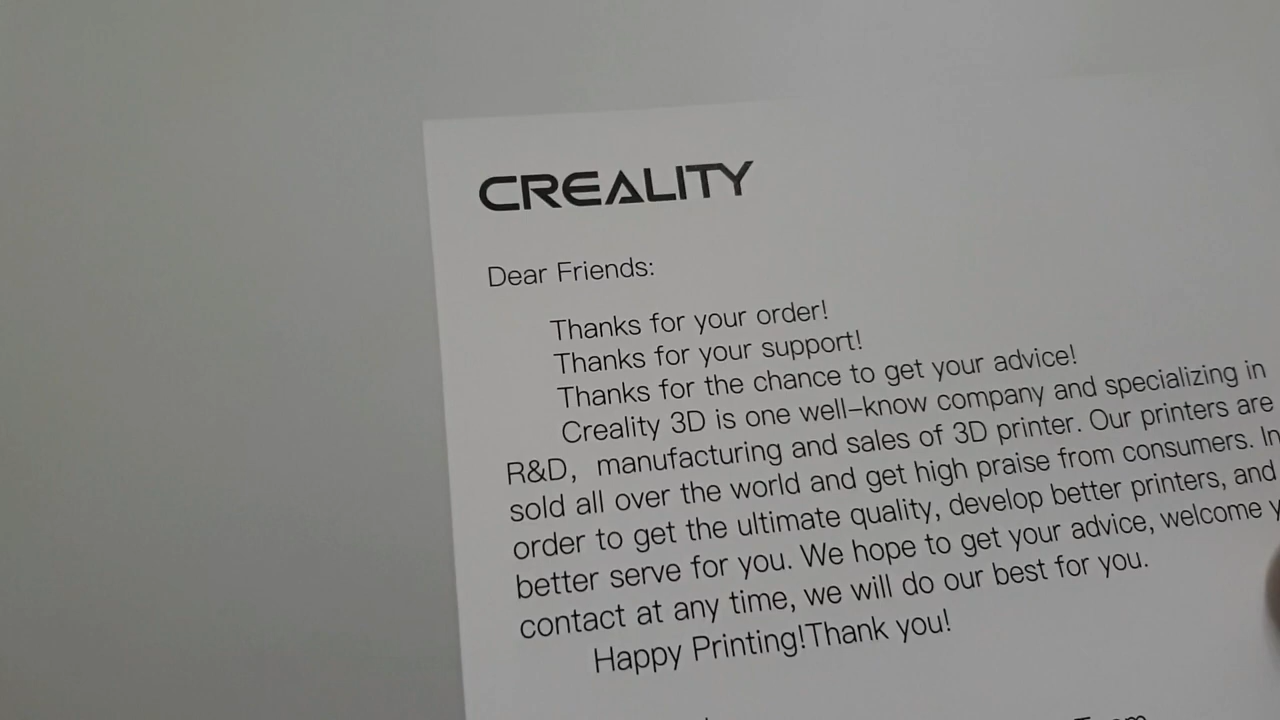 CREALITY
Dear Friends:
Thanks for your order!
Thanks for your support!
Thanks for the chance to get your advice!
Creality 3D is one well-know company and specializing in
R&D, manufacturing and sales of 3D printer. Our printers are
sold all over the world and get high praise from consumers. In
order to get the ultimate quality, develop better printers, and
better serve for you. We hope to get your advice, welcome
contact at any time, we will do our best for you.
Happy Printing!Thank you!